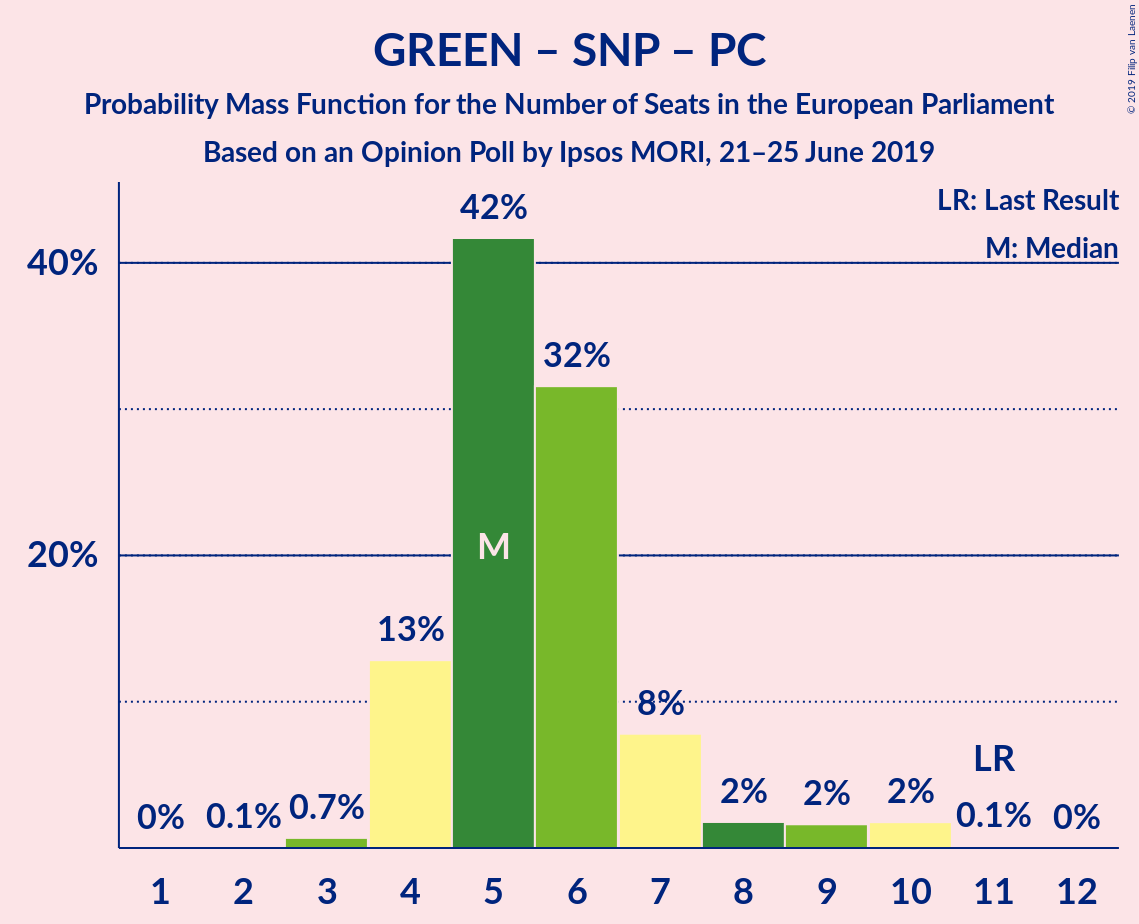 GREEN – SNP – PC
Probability Mass Function for the Number of Seats in the European Parliament
Based on an Opinion Poll by Ipsos MORI, 21–25 June 2019
© 2019 Filip van Laenen
LR: Last Result
M: Median
40%
20%
0%
0.1%
0.7%
13%
42%
M
32%
8%
2%
2%
2%
LR
0.1%
0%
1 2 3 4 5 6 7 8 9 10 11 12